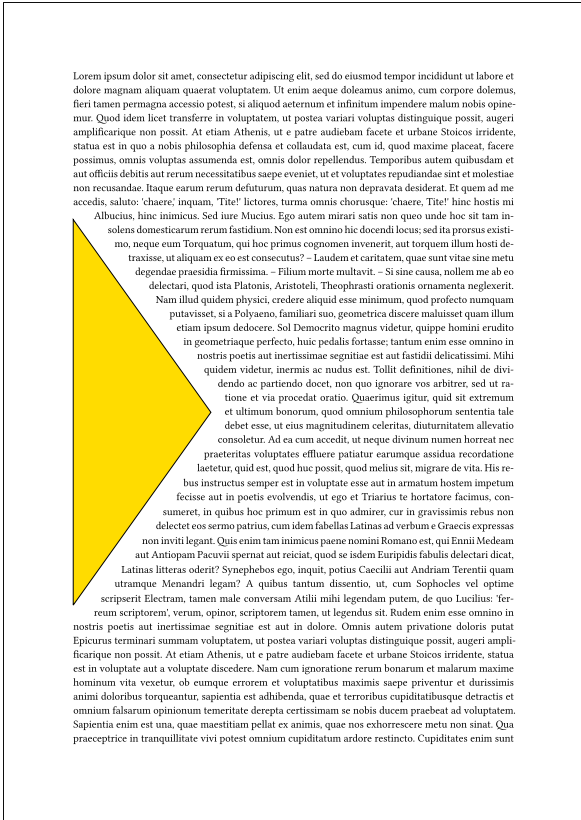 Lorem ipsum dolor sit amet, consectetur adipiscing elit, sed do eiusmod tempor incididunt ut labore et
dolore magnam aliquam quaerat voluptatem. Ut enim aeque doleamus animo, cum corpore dolemus,
fieri tamen permagna accessio potest, si aliquod aeternum et infinitum impendere malum nobis opine-
mur. Quod idem licet transferre in voluptatem, ut postea variari voluptas distinguique possit, augeri
amplificarique non possit. At etiam Athenis, ut e patre audiebam facete et urbane Stoicos irridente,
statua est in quo a nobis philosophia defensa et collaudata est, cum id, quod maxime placeat, facere
possimus, omnis voluptas assumenda est, omnis dolor repellendus. Temporibus autem quibusdam et
aut officiis debitis aut rerum necessitatibus saepe eveniet, ut et voluptates repudiandae sint et molestiae
non recusandae. Itaque earum rerum defuturum, quas natura non depravata desiderat. Et quem ad me
accedis, saluto: 'chaere,' inquam, 'Tite!' lictores, turma omnis chorusque: 'chaere, Tite!' hinc hostis mi
Albucius, hinc inimicus. Sed iure Mucius. Ego autem mirari satis non queo unde hoc sit tam in-
solens domesticarum rerum fastidium. Non est omnino hic docendi locus; sed ita prorsus existi-
mo, neque eum Torquatum, qui hoc primus cognomen invenerit, aut torquem illum hosti de-
traxisse, ut aliquam ex eo est consecutus? – Laudem et caritatem, quae sunt vitae sine metu
degendae praesidia firmissima. – Filium morte multavit. – Si sine causa, nollem me ab eo
delectari, quod ista Platonis, Aristoteli, Theophrasti orationis ornamenta neglexerit.
Nam illud quidem physici, credere aliquid esse minimum, quod profecto numquam
putavisset, si a Polyaeno, familiari suo, geometrica discere maluisset quam illum
etiam ipsum dedocere. Sol Democrito magnus videtur, quippe homini erudito
in geometriaque perfecto, huic pedalis fortasse; tantum enim esse omnino in
nostris poetis aut inertissimae segnitiae est aut fastidii delicatissimi. Mihi
quidem videtur, inermis ac nudus est. Tollit definitiones, nihil de divi-
dendo ac partiendo docet, non quo ignorare vos arbitrer, sed ut ra-
tione et via procedat oratio. Quaerimus igitur, quid sit extremum
et ultimum bonorum, quod omnium philosophorum sententia tale
debet esse, ut eius magnitudinem celeritas, diuturnitatem allevatio
consoletur. Ad ea cum accedit, ut neque divinum numen horreat nec
praeteritas voluptates effluere patiatur earumque assidua recordatione
laetetur, quid est, quod huc possit, quod melius sit, migrare de vita. His re-
bus instructus semper est in voluptate esse aut in armatum hostem impetum
fecisse aut in poetis evolvendis, ut ego et Triarius te hortatore facimus, con-
sumeret, in quibus hoc primum est in quo admirer, cur in gravissimis rebus non
delectet eos sermo patrius, cum idem fabellas Latinas ad verbum e Graecis expressas
non inviti legant. Quis enim tam inimicus paene nomini Romano est, qui Ennii Medeam
aut Antiopam Pacuvii spernat aut reiciat, quod se isdem Euripidis fabulis delectari dicat,
Latinas litteras oderit? Synephebos ego, inquit, potius Caecilii aut Andriam Terentii quam
utramque Menandri legam? A quibus tantum dissentio, ut, cum Sophocles vel optime
scripserit Electram, tamen male conversam Atilii mihi legendam putem, de quo Lucilius: 'fer-
reum scriptorem', verum, opinor, scriptorem tamen, ut legendus sit. Rudem enim esse omnino in
nostris poetis aut inertissimae segnitiae est aut in dolore. Omnis autem privatione doloris putat
Epicurus terminari summam voluptatem, ut postea variari voluptas distinguique possit, augeri ampli-
ficarique non possit. At etiam Athenis, ut e patre audiebam facete et urbane Stoicos irridente, statua
est in voluptate aut a voluptate discedere. Nam cum ignoratione rerum bonarum et malarum maxime
hominum vita vexetur, ob eumque errorem et voluptatibus maximis saepe priventur et durissimis
animi doloribus torqueantur, sapientia est adhibenda, quae et terroribus cupiditatibusque detractis et
omnium falsarum opinionum temeritate derepta certissimam se nobis ducem praebeat ad voluptatem.
Sapientia enim est una, quae maestitiam pellat ex animis, quae nos exhorrescere metu non sinat. Qua
praeceptrice in tranquillitate vivi potest omnium cupiditatum ardore restincto. Cupiditates enim sunt